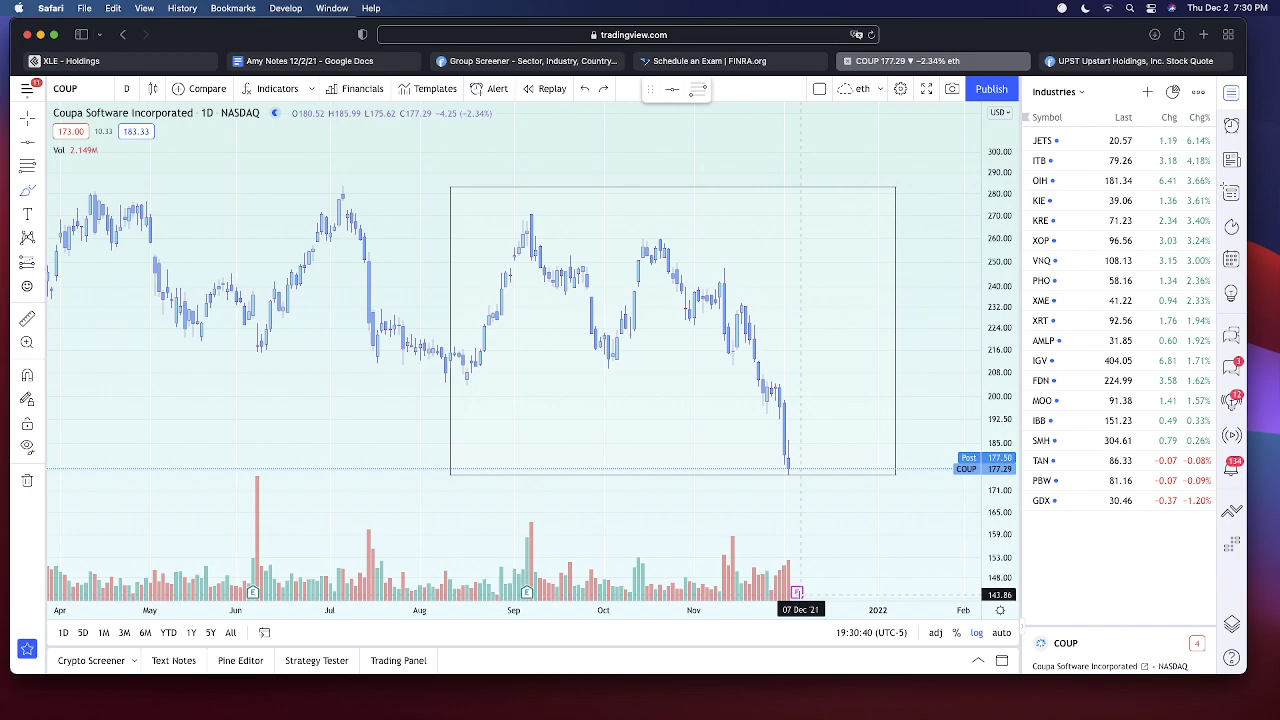 Safari File Edit View History Bookmarks Develop Window Help Thu Dec 2 7:30 PM
tradingview.com
XLE - Holdings
Amy Notes 12/2/21 - Google Docs
Group Screener - Sector, Industry, Country...
Schedule an Exam | FINRA.org
COUP 177.29 ▼ −2.34% eth
UPST Upstart Holdings, Inc. Stock Quote
51
COUP D Compare Indicators Financials Templates Alert Replay eth Publish
Coupa Software Incorporated · 1D · NASDAQ O180.52 H185.99 L175.62 C177.29 −4.25 (−2.34%)
173.00 10.33 183.33
Vol 2.149M
USD
300.00
290.00
280.00
270.00
260.00
250.00
240.00
232.00
224.00
216.00
208.00
200.00
192.50
185.00
Post 177.50
COUP 177.29
171.00
165.00
159.00
153.00
148.00
143.86
E E
Apr May Jun Jul Aug Sep Oct Nov 07 Dec '21 2022 Feb
1D 5D 1M 3M 6M YTD 1Y 5Y All 19:30:40 (UTC-5) adj % log auto
Crypto Screener Text Notes Pine Editor Strategy Tester Trading Panel
Industries
Symbol Last Chg Chg%
JETS 20.57 1.19 6.14%
ITB 79.26 3.18 4.18%
OIH 181.34 6.41 3.66%
KIE 39.06 1.36 3.61%
KRE 71.23 2.34 3.40%
XOP 96.56 3.03 3.24%
VNQ 108.13 3.15 3.00%
PHO 58.16 1.34 2.36%
XME 41.22 0.94 2.33%
XRT 92.56 1.76 1.94%
AMLP 31.85 0.60 1.92%
IGV 404.05 6.81 1.71%
FDN 224.99 3.58 1.62%
MOO 91.38 1.41 1.57%
IBB 151.23 0.49 0.33%
SMH 304.61 0.79 0.26%
TAN 86.33 −0.07 −0.08%
PBW 81.16 −0.07 −0.09%
GDX 30.46 −0.37 −1.20%
3
12
134
COUP 4
Coupa Software Incorporated · NASDAQ